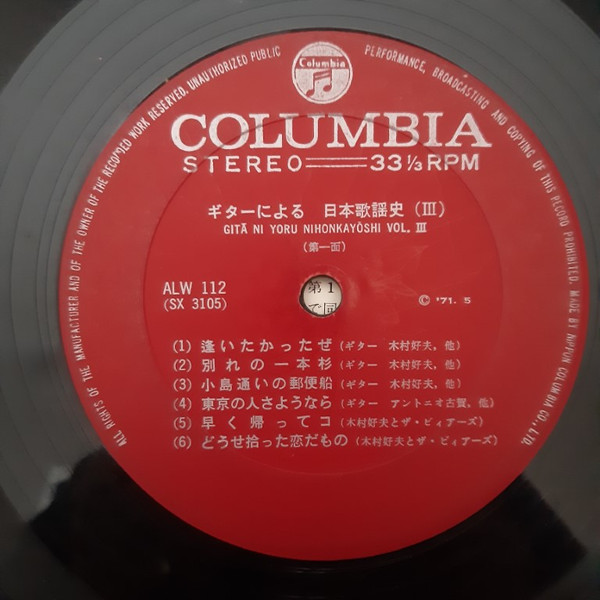 ALL RIGHTS OF THE MANUFACTURER AND OF THE OWNER OF THE RECORDED WORK RESERVED. UNAUTHORIZED PUBLIC PERFORMANCE, BROADCASTING AND COPYING OF THIS RECORD PROHIBITED. MADE BY NIPPON COLUMBIA CO., LTD.
Columbia
COLUMBIA
STEREO 33 1/3 RPM
ギターによる 日本歌謡史 (III)
GITĀ NI YORU NIHONKAYŌSHI VOL. III
(第一面)
ALW 112
(SX 3105)
第1
で同
© '71. 5
(1) 逢いたかったぜ (ギター 木村好夫, 他)
(2) 別れの一本杉 (ギター 木村好夫, 他)
(3) 小島通いの郵便船 (ギター 木村好夫, 他)
(4) 東京の人さようなら (ギター アントニオ古賀, 他)
(5) 早く帰ってコ (木村好夫とザ・ビィアーズ)
(6) どうせ拾った恋だもの (木村好夫とザ・ビィアーズ)